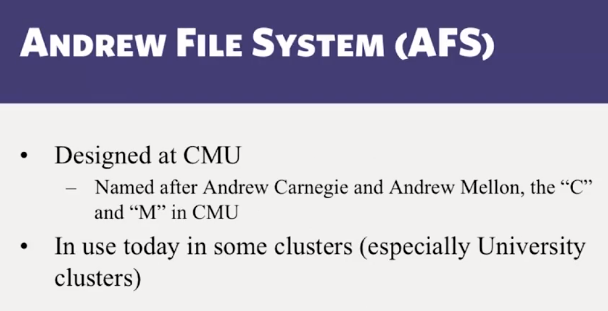 ANDREW FILE SYSTEM (AFS)
• Designed at CMU
– Named after Andrew Carnegie and Andrew Mellon, the “C”
and “M” in CMU
• In use today in some clusters (especially University
clusters)